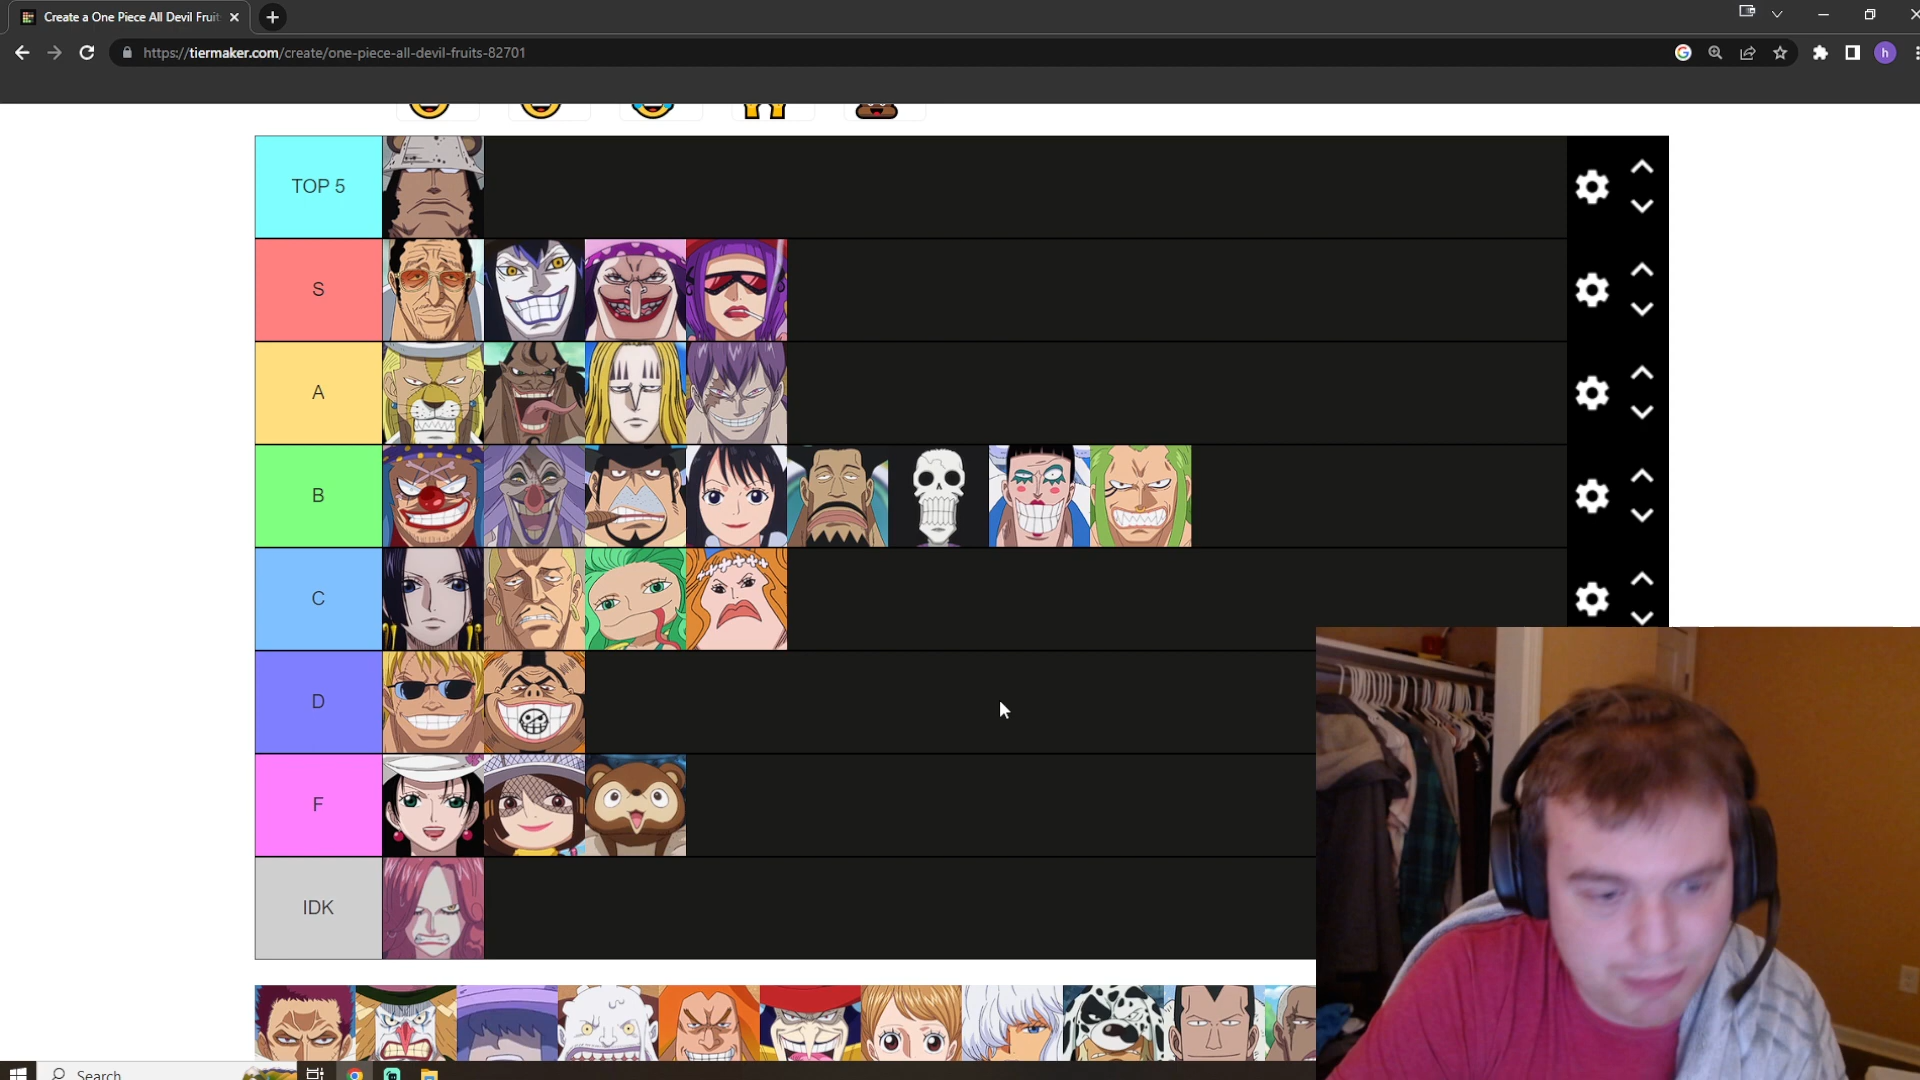 Create a One Piece All Devil Fruit
https://tiermaker.com/create/one-piece-all-devil-fruits-82701
h
TOP 5
S
A
B
C
D
F
IDK
Search